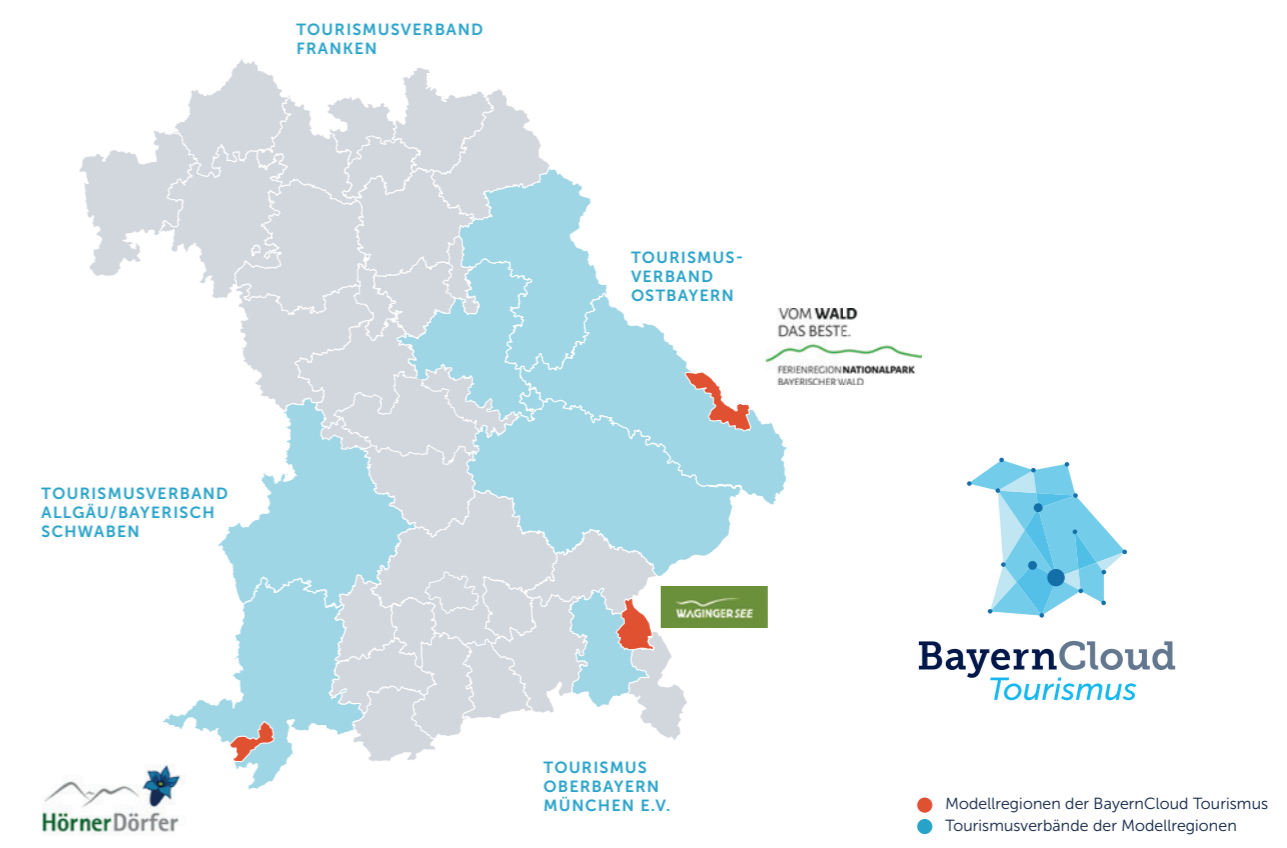 TOURISMUSVERBAND
FRANKEN
TOURISMUS-
VERBAND
OSTBAYERN
VOM WALD
DAS BESTE.
FERIENREGION NATIONALPARK
BAYERISCHER WALD
TOURISMUSVERBAND
ALLGÄU/BAYERISCH
SCHWABEN
WAGINGER SEE
BayernCloud
Tourismus
TOURISMUS
OBERBAYERN
MÜNCHEN E.V.
HörnerDörfer
Modellregionen der BayernCloud Tourismus
Tourismusverbände der Modellregionen